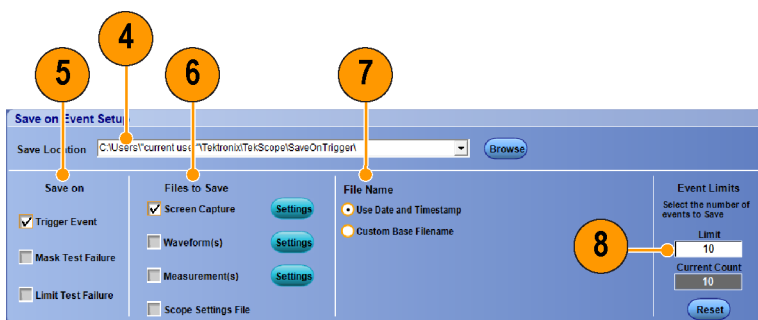 4
5
6
7
Save on Event Setup
Save Location C:\Users\"current user"\Tektronix\TekScope\SaveOnTrigger\ Browse
Save on
Trigger Event
Mask Test Failure
Limit Test Failure
Files to Save
Screen Capture Settings
Waveform(s) Settings
Measurement(s) Settings
Scope Settings File
File Name
Use Date and Timestamp
Custom Base Filename
8
Event Limits
Select the number of
events to Save
Limit
10
Current Count
10
Reset